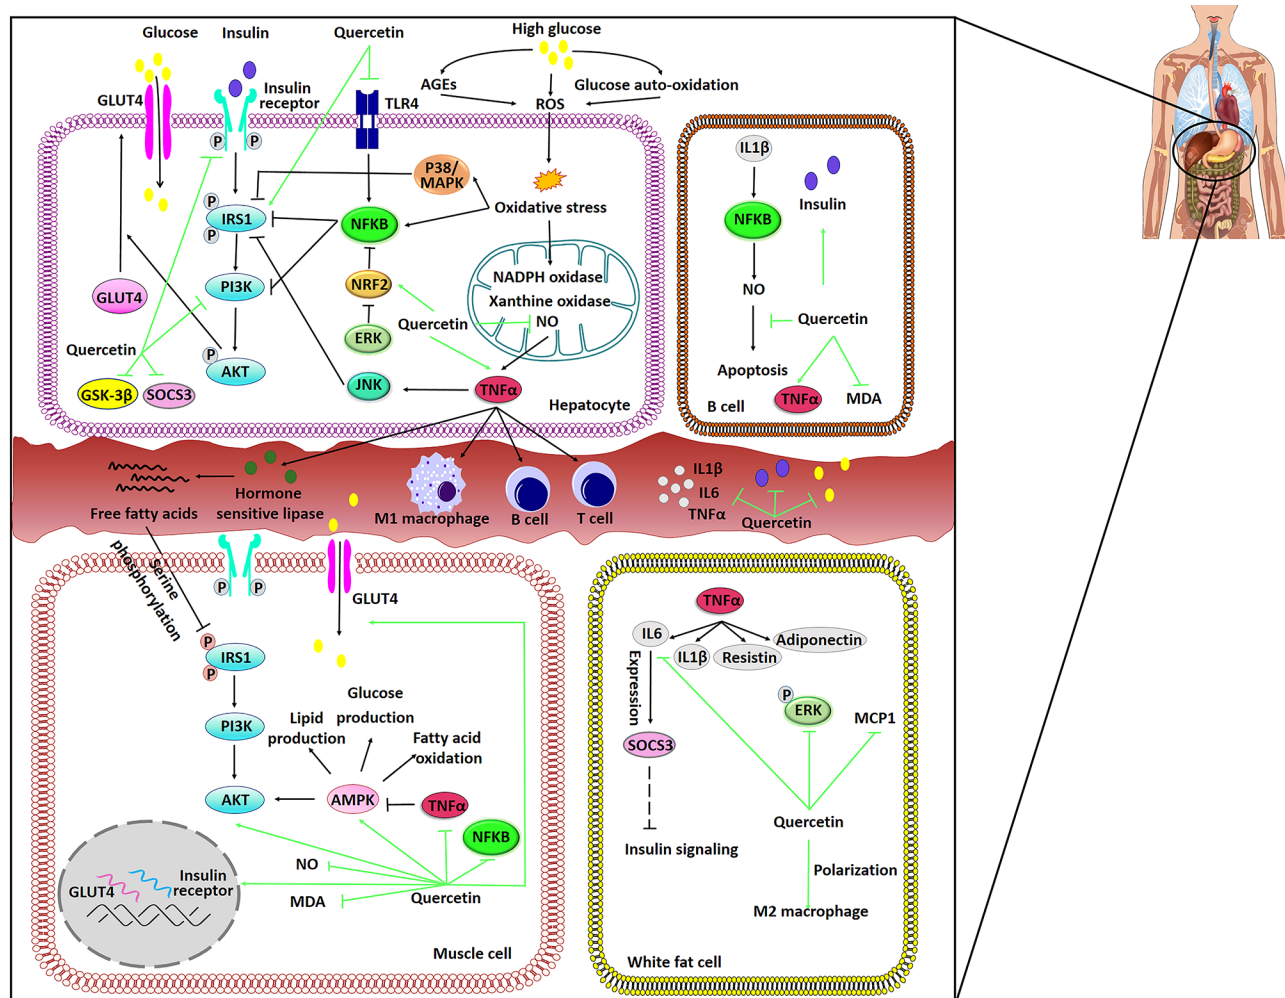 Glucose
Insulin
Quercetin
High glucose
AGEs
Glucose auto-oxidation
GLUT4
Insulin
receptor
TLR4
ROS
P
P
P38/
MAPK
P
IRS1
P
NFKB
Oxidative stress
NADPH oxidase
Xanthine oxidase
NO
GLUT4
PI3K
NRF2
Quercetin
ERK
Quercetin
P
AKT
GSK-3β
SOCS3
JNK
TNFα
Hepatocyte
IL1β
NFKB
Insulin
NO
Quercetin
Apoptosis
TNFα
MDA
B cell
Free fatty acids
Hormone
sensitive lipase
M1 macrophage
B cell
T cell
IL1β
IL6
TNFα
Quercetin
Serine
phosphorylation
P
P
GLUT4
P
IRS1
P
PI3K
AKT
Lipid
production
Glucose
production
Fatty acid
oxidation
AMPK
TNFα
NFKB
NO
MDA
Quercetin
GLUT4
Insulin
receptor
Muscle cell
TNFα
IL6
IL1β
Resistin
Adiponectin
Expression
SOCS3
Insulin signaling
P
ERK
MCP1
Quercetin
Polarization
M2 macrophage
White fat cell